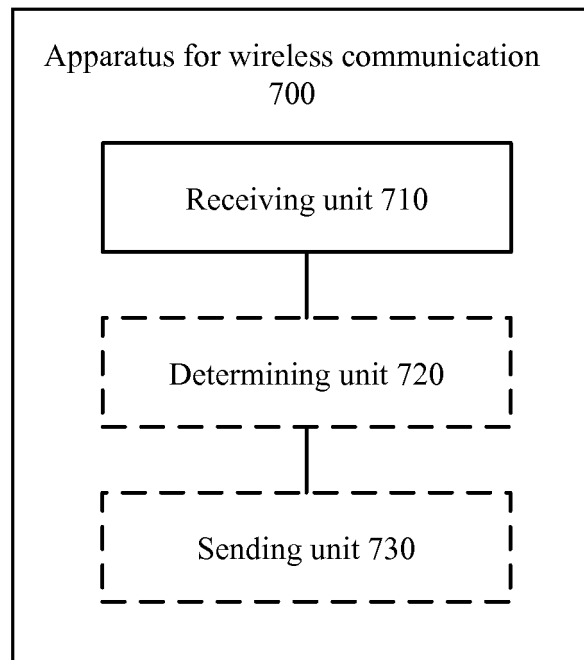 Apparatus for wireless communication
700
Receiving unit 710
Determining unit 720
Sending unit 730